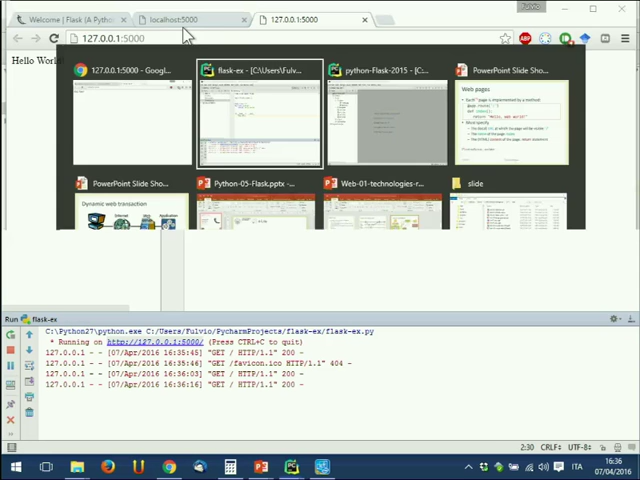 Fulvio
Welcome | Flask (A Python
localhost:5000
127.0.0.1:5000
127.0.0.1:5000
Hello World!
127.0.0.1:5000 - Googl...
flask-ex - [C:\Users\Fulvi...
python-Flask-2015 - [C:...
PowerPoint Slide Sho...
Web pages
PowerPoint Slide Sho...
Python-05-Flask.pptx -...
Web-01-technologies-r...
slide
Dynamic web transaction
Internet
Application
Run flask-ex
C:\Python27\python.exe C:/Users/Fulvio/PycharmProjects/flask-ex/flask-ex.py
* Running on http://127.0.0.1:5000/ (Press CTRL+C to quit)
127.0.0.1 - - [07/Apr/2016 16:35:45] "GET / HTTP/1.1" 200 -
127.0.0.1 - - [07/Apr/2016 16:35:46] "GET /favicon.ico HTTP/1.1" 404 -
127.0.0.1 - - [07/Apr/2016 16:36:03] "GET / HTTP/1.1" 200 -
127.0.0.1 - - [07/Apr/2016 16:36:16] "GET / HTTP/1.1" 200 -
2:30 CRLF÷ UTF-8÷
ITA
16:36
07/04/2016